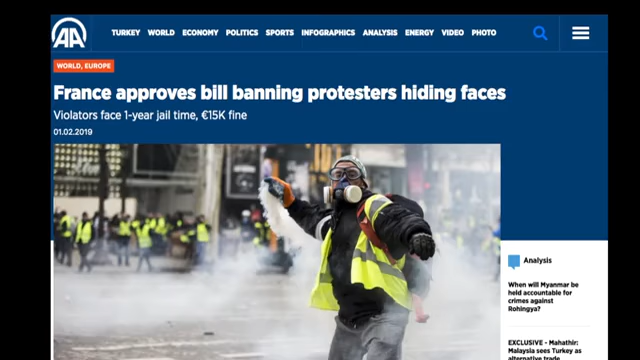 AA
TURKEY WORLD ECONOMY POLITICS SPORTS INFOGRAPHICS ANALYSIS ENERGY VIDEO PHOTO
WORLD, EUROPE
France approves bill banning protesters hiding faces
Violators face 1-year jail time, €15K fine
01.02.2019
Analysis
When will Myanmar be
held accountable for
crimes against
Rohingya?
EXCLUSIVE - Mahathir:
Malaysia sees Turkey as
alternative trade